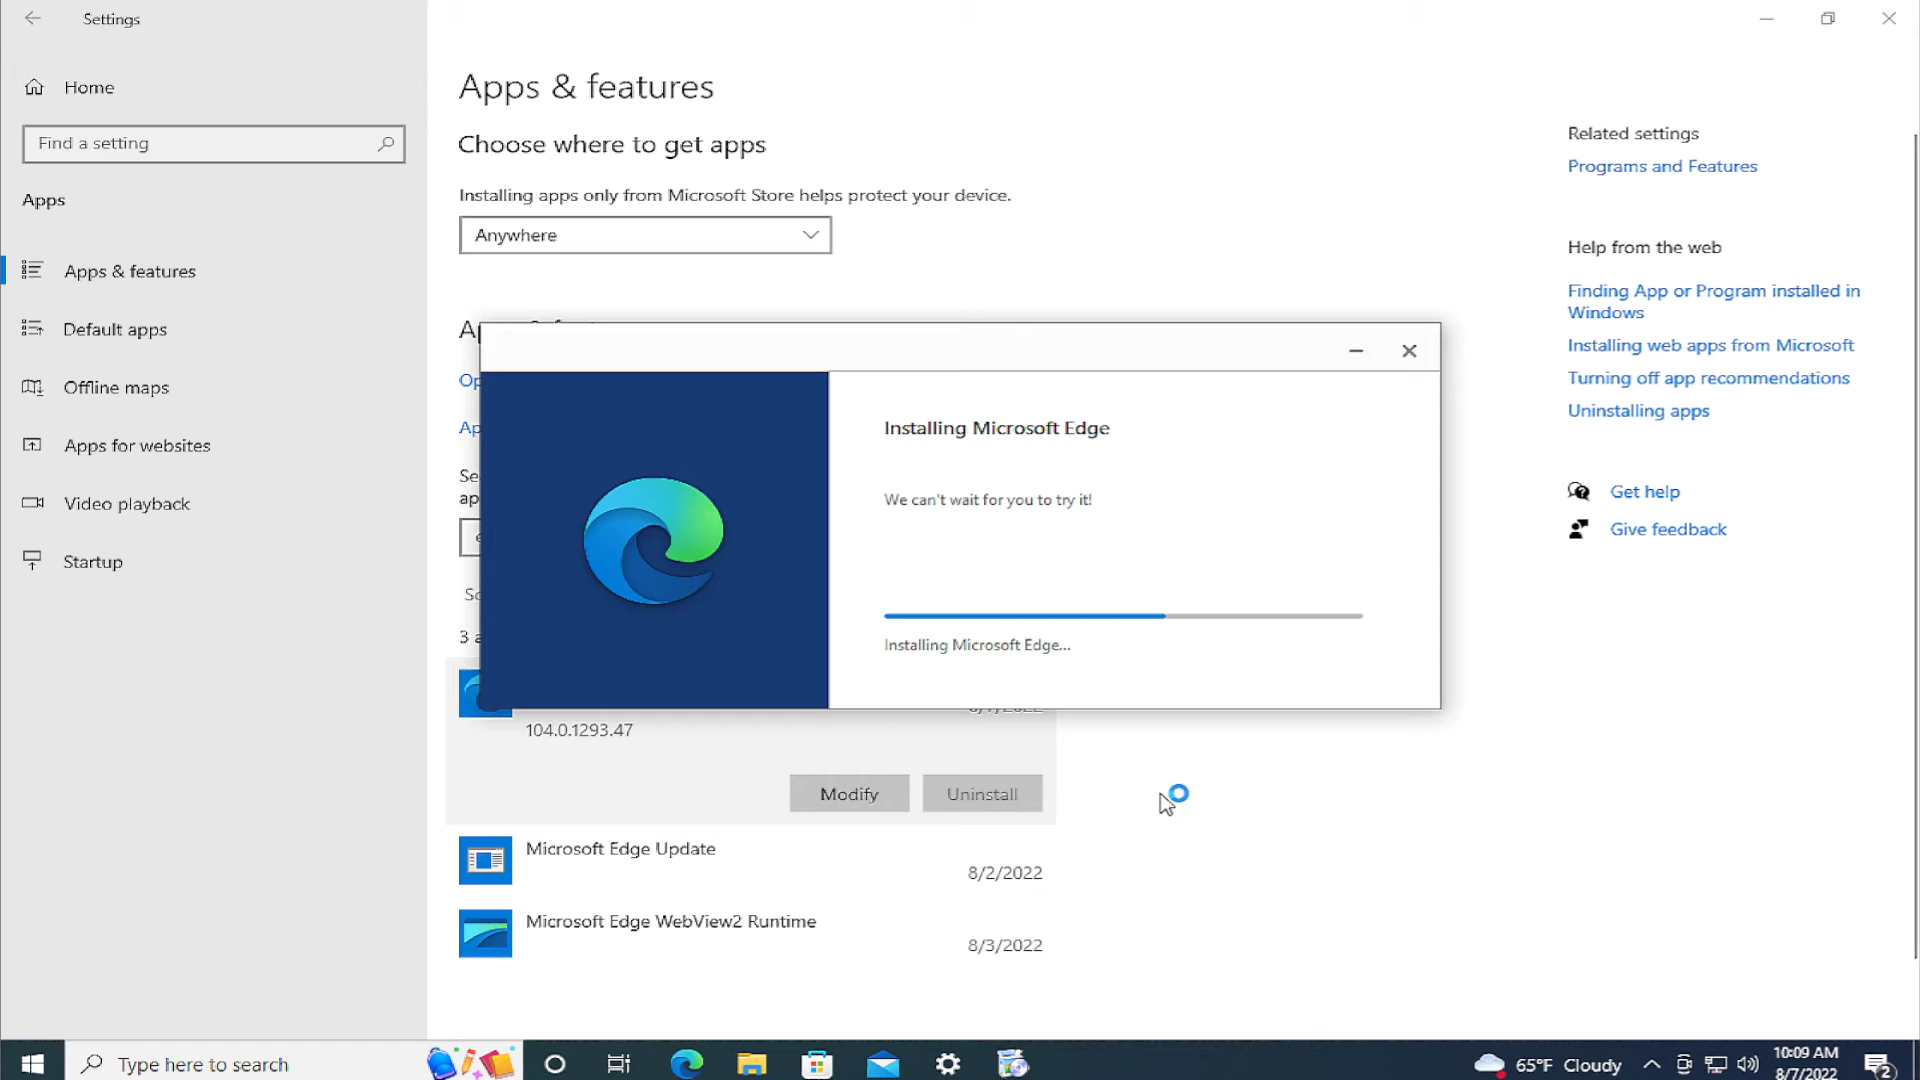 Settings
Home
Find a setting
Apps
Apps & features
Default apps
Offline maps
Apps for websites
Video playback
Startup
Apps & features
Choose where to get apps
Installing apps only from Microsoft Store helps protect your device.
Anywhere
Installing Microsoft Edge
We can't wait for you to try it!
Installing Microsoft Edge...
3
104.0.1293.47
Modify
Uninstall
Microsoft Edge Update
8/2/2022
Microsoft Edge WebView2 Runtime
8/3/2022
Related settings
Programs and Features
Help from the web
Finding App or Program installed in
Windows
Installing web apps from Microsoft
Turning off app recommendations
Uninstalling apps
Get help
Give feedback
Type here to search
65°F Cloudy
10:09 AM
8/7/2022
2